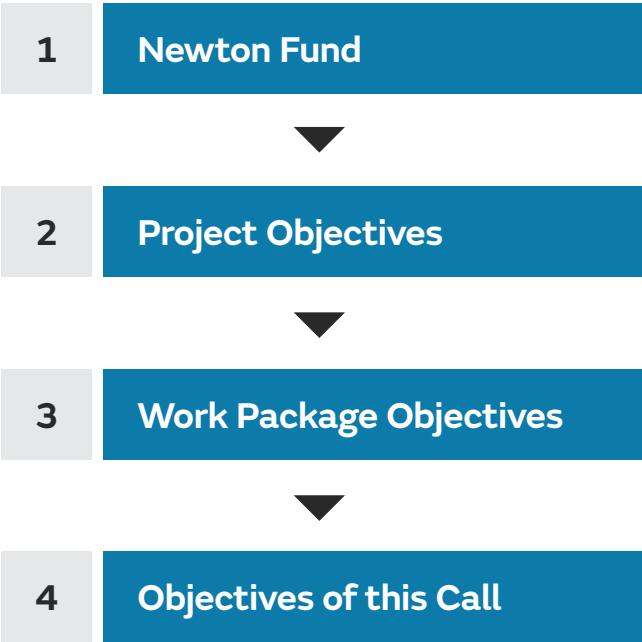 1 Newton Fund
2 Project Objectives
3 Work Package Objectives
4 Objectives of this Call